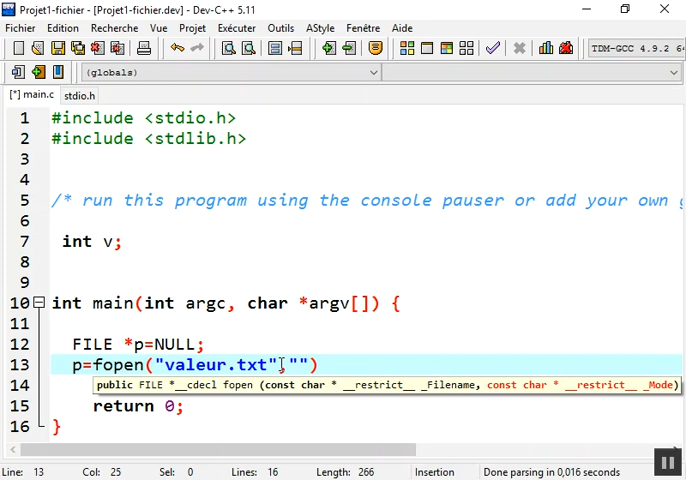 Projet1-fichier - [Projet1-fichier.dev] - Dev-C++ 5.11
Fichier Edition Recherche Vue Projet Exécuter Outils AStyle Fenêtre Aide
TDM-GCC 4.9.2 64
(globals)
[*] main.c stdio.h
1 #include <stdio.h>
2 #include <stdlib.h>
3
4
5 /* run this program using the console pauser or add your own g
6
7 int v;
8
9
10 int main(int argc, char *argv[]) {
11
12 FILE *p=NULL;
13 p=fopen("valeur.txt","")
14 public FILE *__cdecl fopen (const char * __restrict__ _Filename, const char * __restrict__ _Mode)
15 return 0;
16 }
Line: 13 Col: 25 Sel: 0 Lines: 16 Length: 266 Insertion Done parsing in 0,016 seconds